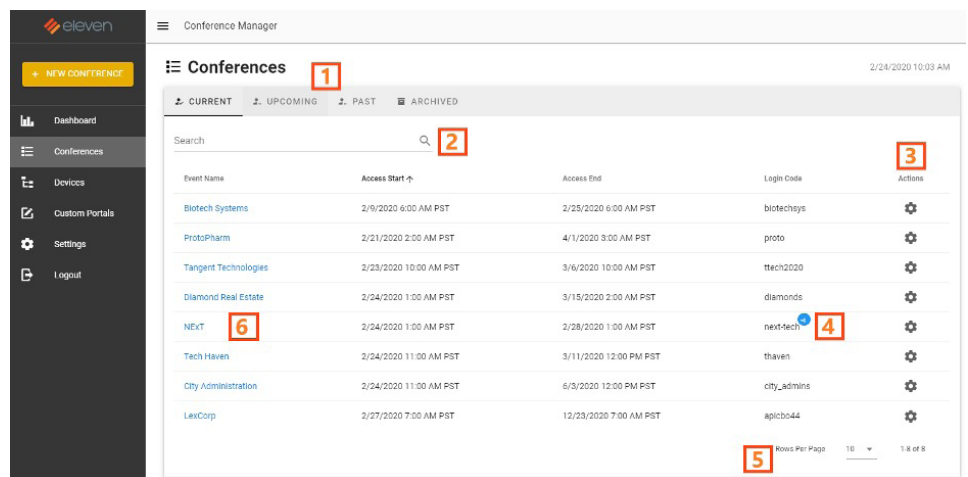 eleven
Conference Manager
+ NEW CONFERENCE
Dashboard
Conferences
Devices
Custom Portals
Settings
Logout
Conferences
1
2/24/2020 10:03 AM
CURRENT UPCOMING PAST ARCHIVED
Search
2
3
Event Name Access Start Access End Login Code Actions
Biotech Systems 2/9/2020 6:00 AM PST 2/25/2020 6:00 AM PST biotechsys
ProtoPharm 2/21/2020 2:00 AM PST 4/1/2020 3:00 AM PST proto
Tangent Technologies 2/23/2020 10:00 AM PST 3/6/2020 10:00 AM PST ttech2020
Diamond Real Estate 2/24/2020 1:00 AM PST 3/15/2020 2:00 AM PST diamonds
NExT 6 2/24/2020 1:00 AM PST 2/28/2020 1:00 AM PST next-tech 4
Tech Haven 2/24/2020 11:00 AM PST 3/11/2020 12:00 PM PST thaven
City Administration 2/24/2020 11:00 AM PST 6/3/2020 12:00 PM PST city_admins
LexCorp 2/27/2020 7:00 AM PST 12/23/2020 7:00 AM PST apicbo44
5 Rows Per Page 10 1-8 of 8